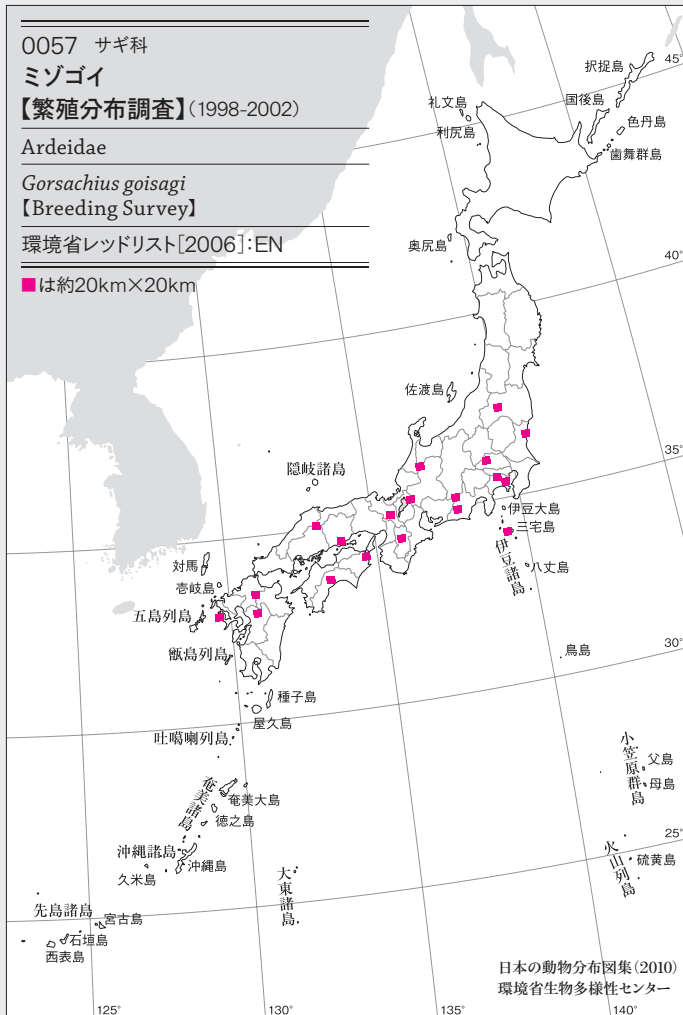 0057 サギ科
ミゾゴイ
【繁殖分布調査】(1998-2002)
Ardeidae
Gorsachius goisagi
【Breeding Survey】
環境省レッドリスト[2006]:EN
■は約20km×20km
択捉島
45°
国後島
礼文島
色丹島
利尻島
歯舞群島
奥尻島
40°
佐渡島
35°
隠岐諸島
伊豆大島
三宅島
伊豆諸島
八丈島
対馬
壱岐島
五島列島
甑島列島
鳥島
30°
種子島
屋久島
吐噶喇列島
小笠原群島
父島
母島
奄美諸島
奄美大島
徳之島
25°
沖縄諸島
沖縄島
久米島
火山列島
硫黄島
大東諸島
先島諸島
宮古島
石垣島
西表島
日本の動物分布図集(2010)
環境省生物多様性センター
125°
130°
135°
140°